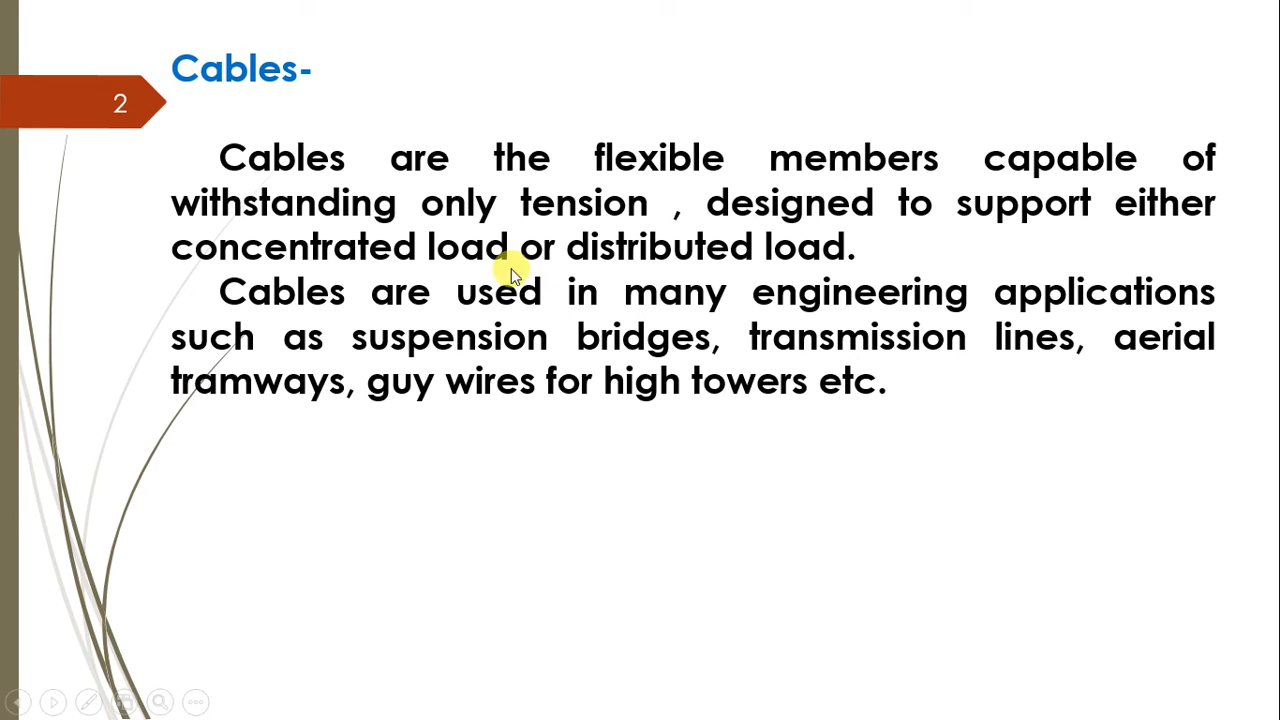 Cables-
2
Cables are the flexible members capable of
withstanding only tension , designed to support either
concentrated load or distributed load.
Cables are used in many engineering applications
such as suspension bridges, transmission lines, aerial
tramways, guy wires for high towers etc.